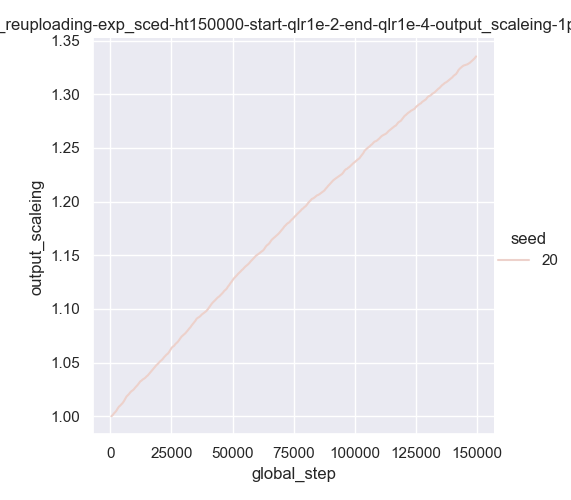 _reuploading-exp_sced-ht150000-start-qlr1e-2-end-qlr1e-4-output_scaleing-1p
1.35
1.30
1.25
1.20
1.15
1.10
1.05
1.00
output_scaleing
0 25000 50000 75000 100000 125000 150000
global_step
seed
20